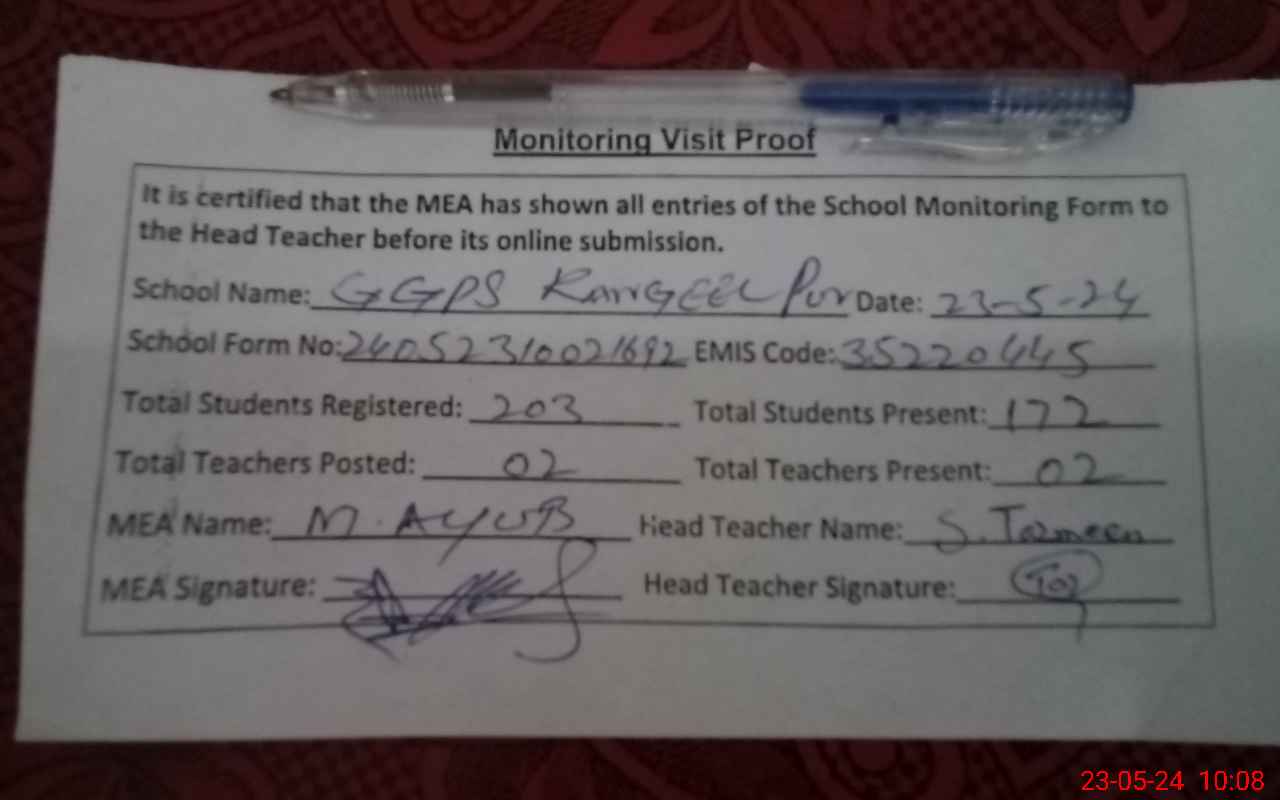 Monitoring Visit Proof
It is certified that the MEA has shown all entries of the School Monitoring Form to
the Head Teacher before its online submission.
School Name: GGPS RANGEEL Pur Date: 23-5-24
School Form No: 24052310021692 EMIS Code: 35220445
Total Students Registered: 203 Total Students Present: 172
Total Teachers Posted: 02 Total Teachers Present: 02
MEA Name: M. AYUB Head Teacher Name: S. Tazmeen
MEA Signature: Head Teacher Signature:
23-05-24 10:08